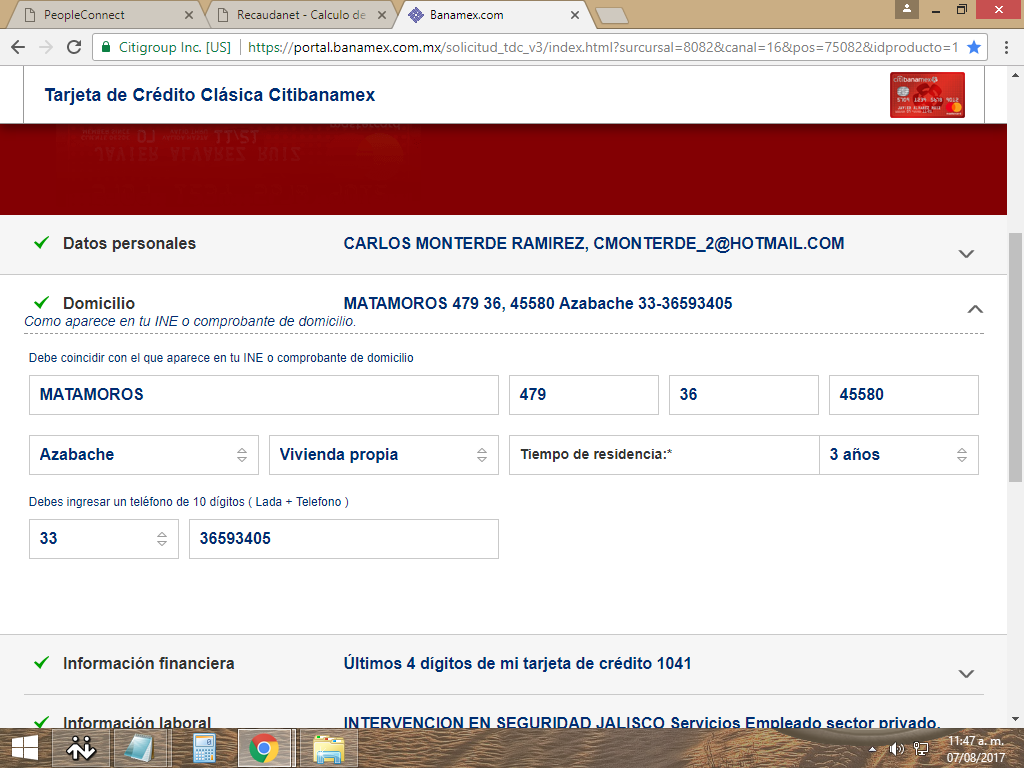 PeopleConnect
Recaudanet - Calculo de
Banamex.com
Citigroup Inc. [US]
https://portal.banamex.com.mx/solicitud_tdc_v3/index.html?sursursal=8082&canal=16&pos=75082&idproducto=1
Tarjeta de Crédito Clásica Citibanamex
citibanamex
JAVIER ALVAREZ RUIZ
Datos personales
CARLOS MONTERDE RAMIREZ, CMONTERDE_2@HOTMAIL.COM
Domicilio
MATAMOROS 479 36, 45580 Azabache 33-36593405
Como aparece en tu INE o comprobante de domicilio.
Debe coincidir con el que aparece en tu INE o comprobante de domicilio
MATAMOROS
479
36
45580
Azabache
Vivienda propia
Tiempo de residencia:*
3 años
Debes ingresar un teléfono de 10 dígitos ( Lada + Telefono )
33
36593405
Información financiera
Últimos 4 dígitos de mi tarjeta de crédito 1041
Información laboral
INTERVENCION EN SEGURIDAD JALISCO Servicios Empleado sector privado,
11:47 a. m.
07/08/2017